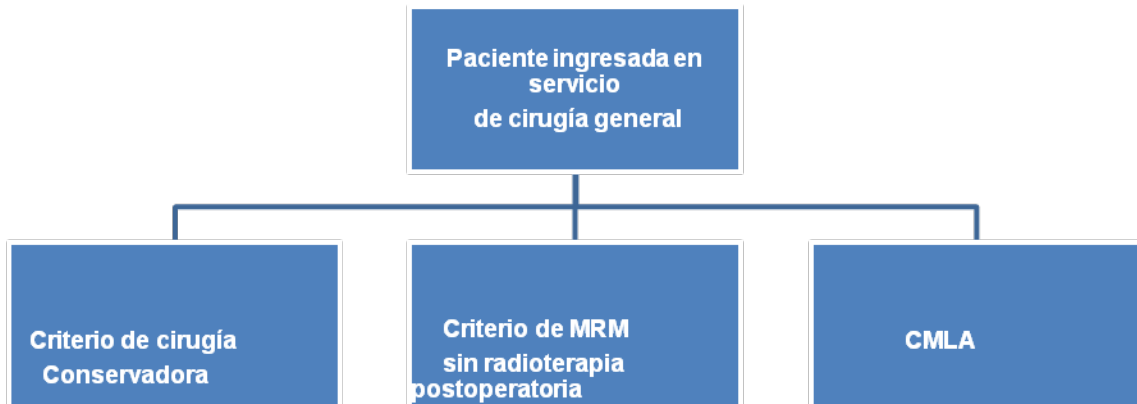 Paciente ingresada en
servicio
de cirugía general
Criterio de cirugía
Conservadora
Criterio de MRM
sin radioterapia
postoperatoria
CMLA